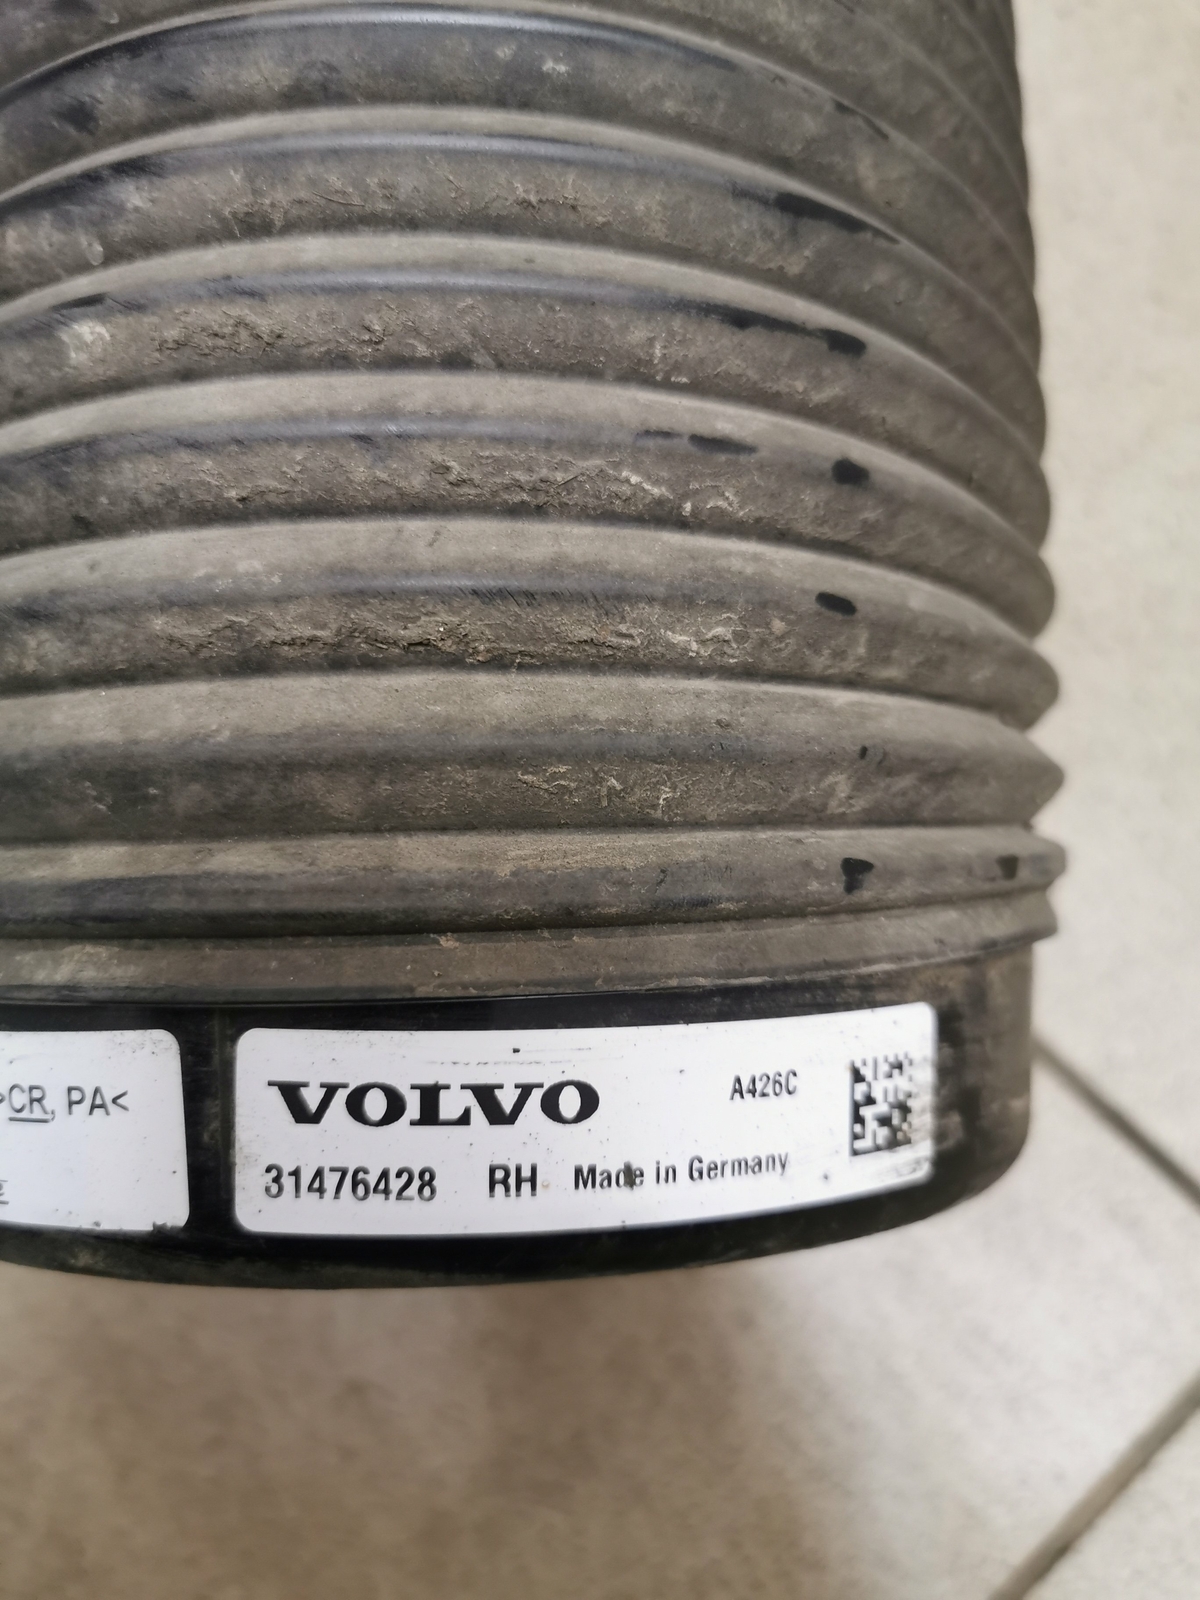 >CR, PA<
VOLVO A426C
31476428 RH Made in Germany